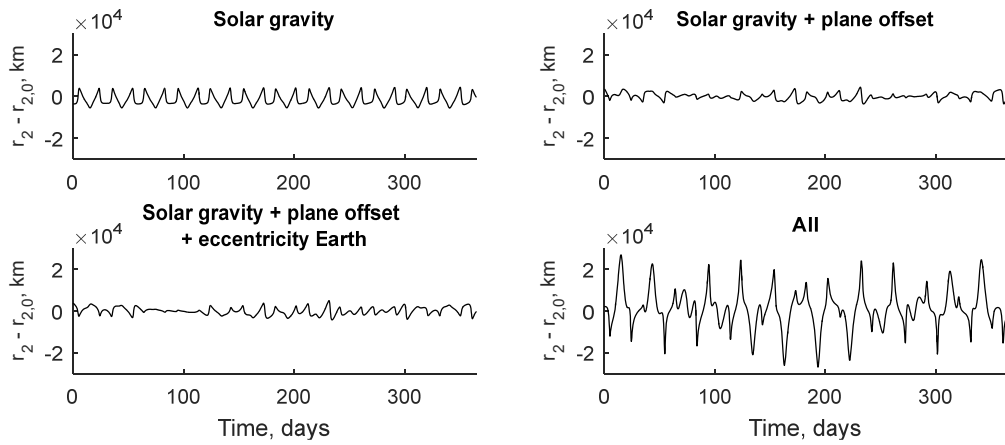 Solar gravity
×10⁴
2
0
-2
r₂ - r₂,₀, km
0 100 200 300
Solar gravity + plane offset
×10⁴
2
0
-2
r₂ - r₂,₀, km
0 100 200 300
Solar gravity + plane offset
+ eccentricity Earth
×10⁴
2
0
-2
r₂ - r₂,₀, km
0 100 200 300
Time, days
All
×10⁴
2
0
-2
r₂ - r₂,₀, km
0 100 200 300
Time, days